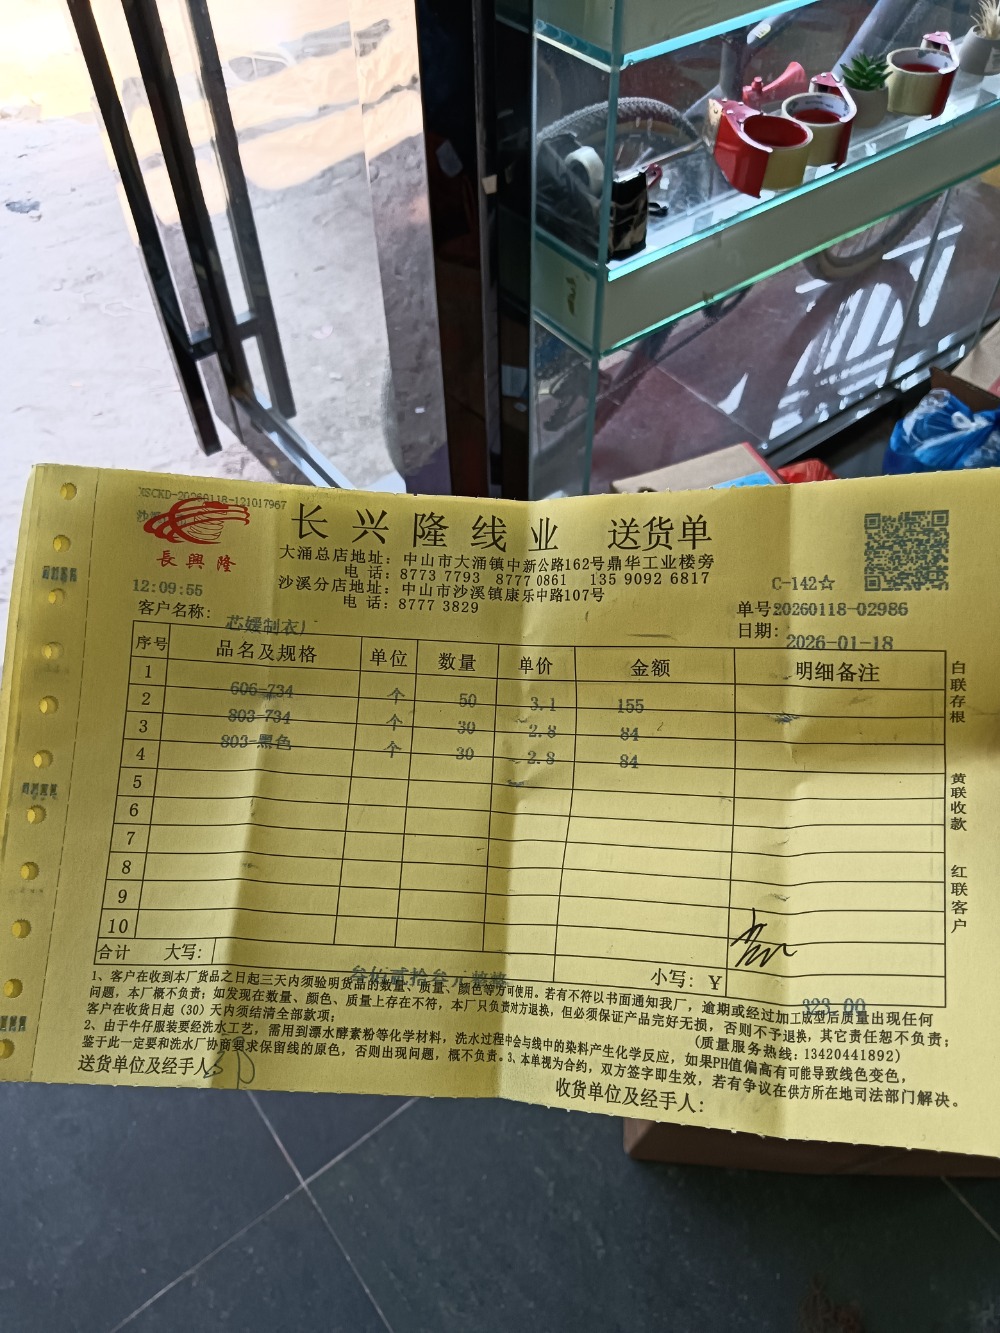 XSCKD-20260118-121017967
長興隆
长兴隆线业 送货单
大涌总店地址：中山市大涌镇中新公路162号鼎华工业楼旁
电 话：8773 7793 8777 0861 135 9092 6817
沙溪分店地址：中山市沙溪镇康乐中路107号
电 话：8777 3829
12:09:55
C-142☆
客户名称：芯媛制衣厂
单号:20260118-02986
日期：2026-01-18
序号 品名及规格 单位 数量 单价 金额 明细备注
1 606-734 个 50 3.1 155
2 803-734 个 30 2.8 84
3 803-黑色 个 30 2.8 84
4
5
6
7
8
9
10
合计 大写：叁佰贰拾叁元整 小写：￥ 323.00
1、客户在收到本厂货品之日起三天内须验明货品的数量、质量、颜色等方可使用。若有不符以书面通知我厂，逾期或经过加工成型后质量出现任何
问题，本厂概不负责；如发现在数量、颜色、质量上存在不符，本厂只负责对方退换，但必须保证产品完好无损，否则不予退换，其它责任恕不负责；
客户在收货日起（30）天内须结清全部款项； （质量服务热线：13420441892）
2、由于牛仔服装要经洗水工艺，需用到漂水酵素粉等化学材料，洗水过程中会与线中的染料产生化学反应，如果PH值偏高有可能导致线色变色，
鉴于此一定要和洗水厂协商要求保留线的原色，否则出现问题，概不负责。3、本单视为合约，双方签字即生效，若有争议在供方所在地司法部门解决。
送货单位及经手人：
收货单位及经手人：
白联存根
黄联收款
红联客户